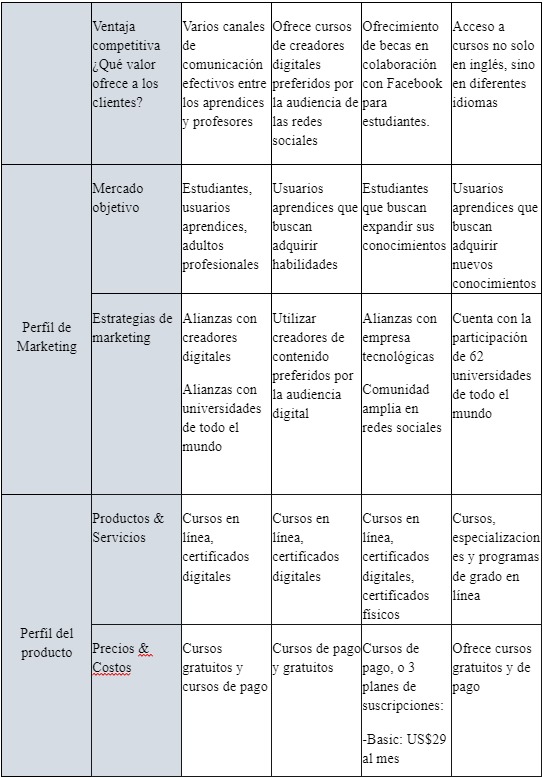 Ventaja
competitiva
¿Qué valor
ofrece a los
clientes?
Varios canales
de
comunicación
efectivos entre
los aprendices
y profesores
Ofrece cursos
de creadores
digitales
preferidos por
la audiencia de
las redes
sociales
Ofrecimiento
de becas en
colaboración
con Facebook
para
estudiantes.
Acceso a
cursos no solo
en inglés, sino
en diferentes
idiomas
Perfil de
Marketing
Mercado
objetivo
Estudiantes,
usuarios
aprendices,
adultos
profesionales
Usuarios
aprendices que
buscan
adquirir
habilidades
Estudiantes
que buscan
expandir sus
conocimientos
Usuarios
aprendices que
buscan
adquirir
nuevos
conocimientos
Estrategias de
marketing
Alianzas con
creadores
digitales
Alianzas con
universidades
de todo el
mundo
Utilizar
creadores de
contenido
preferidos por
la audiencia
digital
Alianzas con
empresa
tecnológicas
Comunidad
amplia en
redes sociales
Cuenta con la
participación
de 62
universidades
de todo el
mundo
Perfil del
producto
Productos &
Servicios
Cursos en
línea,
certificados
digitales
Cursos en
línea,
certificados
digitales
Cursos en
línea,
certificados
digitales,
certificados
físicos
Cursos,
especializacion
es y programas
de grado en
línea
Precios &
Costos
Cursos
gratuitos y
cursos de pago
Cursos de pago
y gratuitos
Cursos de
pago, o 3
planes de
suscripciones:
-Basic: US$29
al mes
Ofrece cursos
gratuitos y de
pago